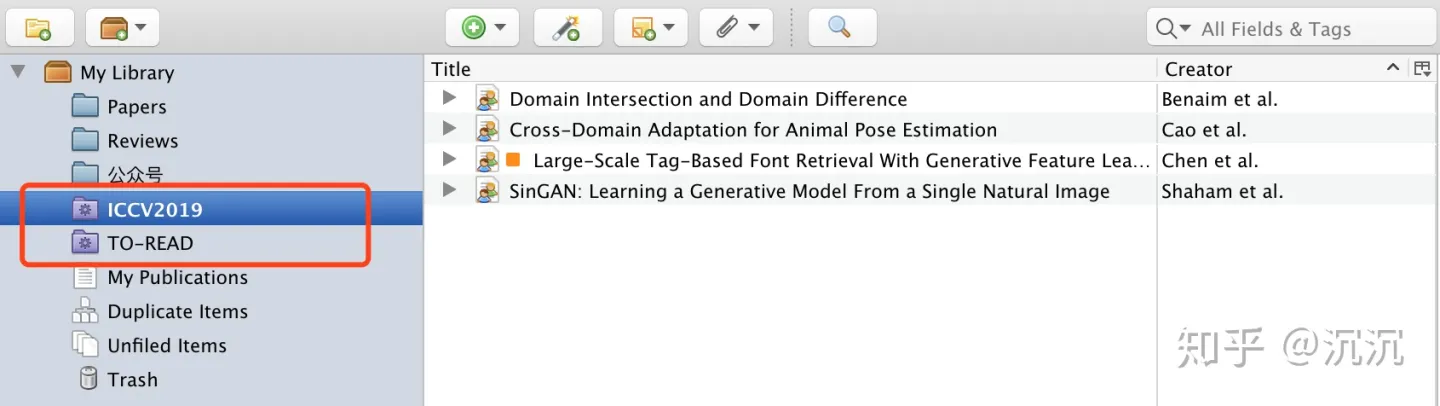 All Fields & Tags
My Library
Papers
Reviews
公众号
ICCV2019
TO-READ
My Publications
Duplicate Items
Unfiled Items
Trash
Title Creator
Domain Intersection and Domain Difference Benaim et al.
Cross-Domain Adaptation for Animal Pose Estimation Cao et al.
Large-Scale Tag-Based Font Retrieval With Generative Feature Lea... Chen et al.
SinGAN: Learning a Generative Model From a Single Natural Image Shaham et al.
知乎 @沉沉